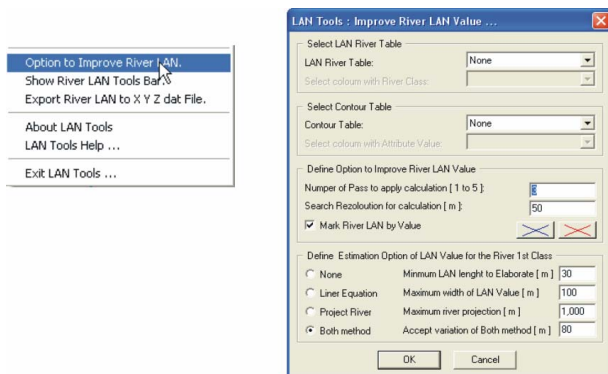 Option to Improve River LAN.
Show River LAN Tools Bar.
Export River LAN to X Y Z dat File.
About LAN Tools
LAN Tools Help ...
Exit LAN Tools ...
LAN Tools : Improve River LAN Value ...
Select LAN River Table
LAN River Table: None
Select coloum with River Class:
Select Contour Table
Contour Table: None
Select coloum with Attribute Value:
Define Option to Improve River LAN Value
Numper of Pass to apply calculation [ 1 to 5 ]: 3
Search Rezoloution for calculation [ m ]: 50
Mark River LAN by Value
Define Estimation Option of LAN Value for the River 1st Class
None Minmum LAN lenght to Elaborate [ m ] 30
Liner Equation Maximum width of LAN Value [ m ] 100
Project River Maximum river projection [ m ] 1,000
Both method Accept variation of Both method [ m ] 80
OK Cancel